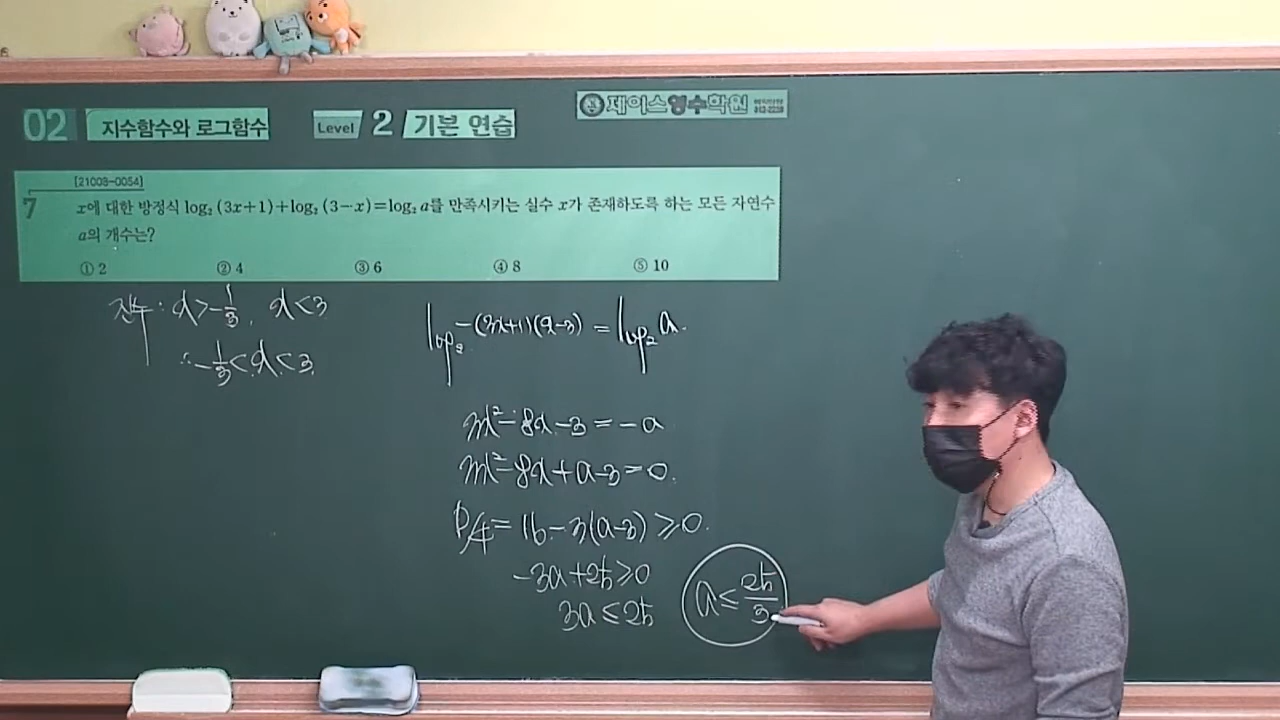 02 지수함수와 로그함수 Level 2 기본 연습
제이스영수학원
[21008-0054]
7 x에 대한 방정식 log₂(3x+1)+log₂(3-x)=log₂a를 만족시키는 실수 x가 존재하도록 하는 모든 자연수
a의 개수는?
① 2 ② 4 ③ 6 ④ 8 ⑤ 10
진수 : x>-1/3, x<3
∴ -1/3<x<3
log₂-(3x+1)(x-3) = log₂a.
3x²-8x-3=-a
3x²-8x+a-3=0.
D/4=16-3(a-3)≥0.
-3a+25≥0
3a≤25
a≤25/3